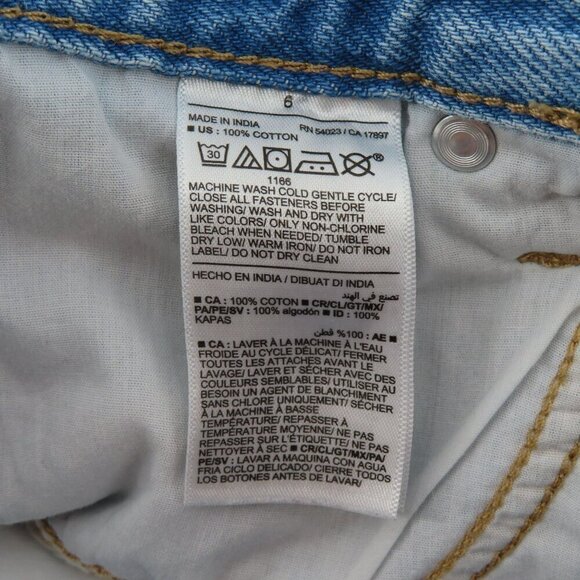 6
MADE IN INDIA RN 54023 / CA 17897
■ US : 100% COTTON
30
1166
MACHINE WASH COLD GENTLE CYCLE/
CLOSE ALL FASTENERS BEFORE
WASHING/ WASH AND DRY WITH
LIKE COLORS/ ONLY NON-CHLORINE
BLEACH WHEN NEEDED/ TUMBLE
DRY LOW/ WARM IRON/ DO NOT IRON
LABEL/ DO NOT DRY CLEAN
HECHO EN INDIA / DIBUAT DI INDIA
تصنع في الهند
■ CA : 100% COTON ■ CR/CL/GT/MX/
PA/PE/SV : 100% algodón ■ ID : 100%
KAPAS
■ AE : 100% قطن
■ CA : LAVER À LA MACHINE À L'EAU
FROIDE AU CYCLE DÉLICAT/ FERMER
TOUTES LES ATTACHES AVANT LE
LAVAGE/ LAVER ET SÉCHER AVEC DES
COULEURS SEMBLABLES/ UTILISER AU
BESOIN UN AGENT DE BLANCHIMENT
SANS CHLORE UNIQUEMENT/ SÉCHER
À LA MACHINE À BASSE
TEMPÉRATURE/ REPASSER À
TEMPÉRATURE MOYENNE/ NE PAS
REPASSER SUR L'ÉTIQUETTE/ NE PAS
NETTOYER À SEC ■ CR/CL/GT/MX/PA/
PE/SV : LAVAR A MAQUINA CON AGUA
FRIA CICLO DELICADO/ CIERRE TODOS
LOS BOTONES ANTES DE LAVAR/